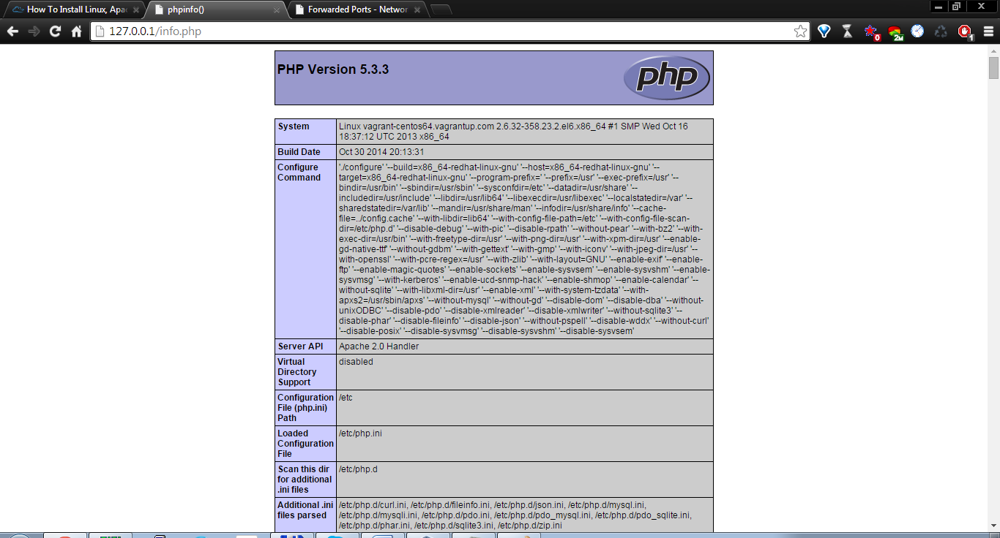 How To Install Linux, Apac
phpinfo()
Forwarded Ports - Networ
127.0.0.1/info.php
0
2M
1
PHP Version 5.3.3
php
System
Linux vagrant-centos64.vagrantup.com 2.6.32-358.23.2.el6.x86_64 #1 SMP Wed Oct 16
18:37:12 UTC 2013 x86_64
Build Date
Oct 30 2014 20:13:31
Configure
Command
'./configure' '--build=x86_64-redhat-linux-gnu' '--host=x86_64-redhat-linux-gnu' '--
target=x86_64-redhat-linux-gnu' '--program-prefix=' '--prefix=/usr' '--exec-prefix=/usr' '--
bindir=/usr/bin' '--sbindir=/usr/sbin' '--sysconfdir=/etc' '--datadir=/usr/share' '--
includedir=/usr/include' '--libdir=/usr/lib64' '--libexecdir=/usr/libexec' '--localstatedir=/var' '--
sharedstatedir=/var/lib' '--mandir=/usr/share/man' '--infodir=/usr/share/info' '--cache-
file=../config.cache' '--with-libdir=lib64' '--with-config-file-path=/etc' '--with-config-file-scan-
dir=/etc/php.d' '--disable-debug' '--with-pic' '--disable-rpath' '--without-pear' '--with-bz2' '--with-
exec-dir=/usr/bin' '--with-freetype-dir=/usr' '--with-png-dir=/usr' '--with-xpm-dir=/usr' '--enable-
gd-native-ttf' '--without-gdbm' '--with-gettext' '--with-gmp' '--with-iconv' '--with-jpeg-dir=/usr' '--
with-openssl' '--with-pcre-regex=/usr' '--with-zlib' '--with-layout=GNU' '--enable-exif' '--enable-
ftp' '--enable-magic-quotes' '--enable-sockets' '--enable-sysvsem' '--enable-sysvshm' '--enable-
sysvmsg' '--with-kerberos' '--enable-ucd-snmp-hack' '--enable-shmop' '--enable-calendar' '--
without-sqlite' '--with-libxml-dir=/usr' '--enable-xml' '--with-system-tzdata' '--with-
apxs2=/usr/sbin/apxs' '--without-mysql' '--without-gd' '--disable-dom' '--disable-dba' '--without-
unixODBC' '--disable-pdo' '--disable-xmlreader' '--disable-xmlwriter' '--without-sqlite3' '--
disable-phar' '--disable-fileinfo' '--disable-json' '--without-pspell' '--disable-wddx' '--without-curl'
'--disable-posix' '--disable-sysvmsg' '--disable-sysvshm' '--disable-sysvsem'
Server API
Apache 2.0 Handler
Virtual
Directory
Support
disabled
Configuration
File (php.ini)
Path
/etc
Loaded
Configuration
File
/etc/php.ini
Scan this dir
for additional
.ini files
/etc/php.d
Additional .ini
files parsed
/etc/php.d/curl.ini, /etc/php.d/fileinfo.ini, /etc/php.d/json.ini, /etc/php.d/mysql.ini,
/etc/php.d/mysqli.ini, /etc/php.d/pdo.ini, /etc/php.d/pdo_mysql.ini, /etc/php.d/pdo_sqlite.ini,
/etc/php.d/phar.ini, /etc/php.d/sqlite3.ini, /etc/php.d/zip.ini